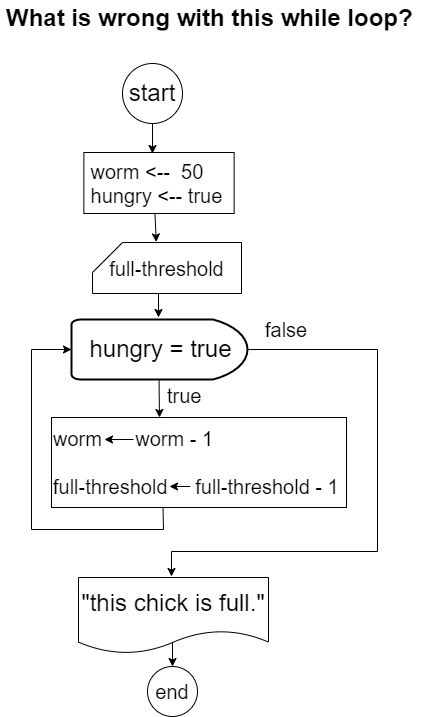 What is wrong with this while loop?
start
worm <-- 50
hungry <-- true
full-threshold
hungry = true
false
true
worm ← worm - 1
full-threshold ← full-threshold - 1
"this chick is full."
end